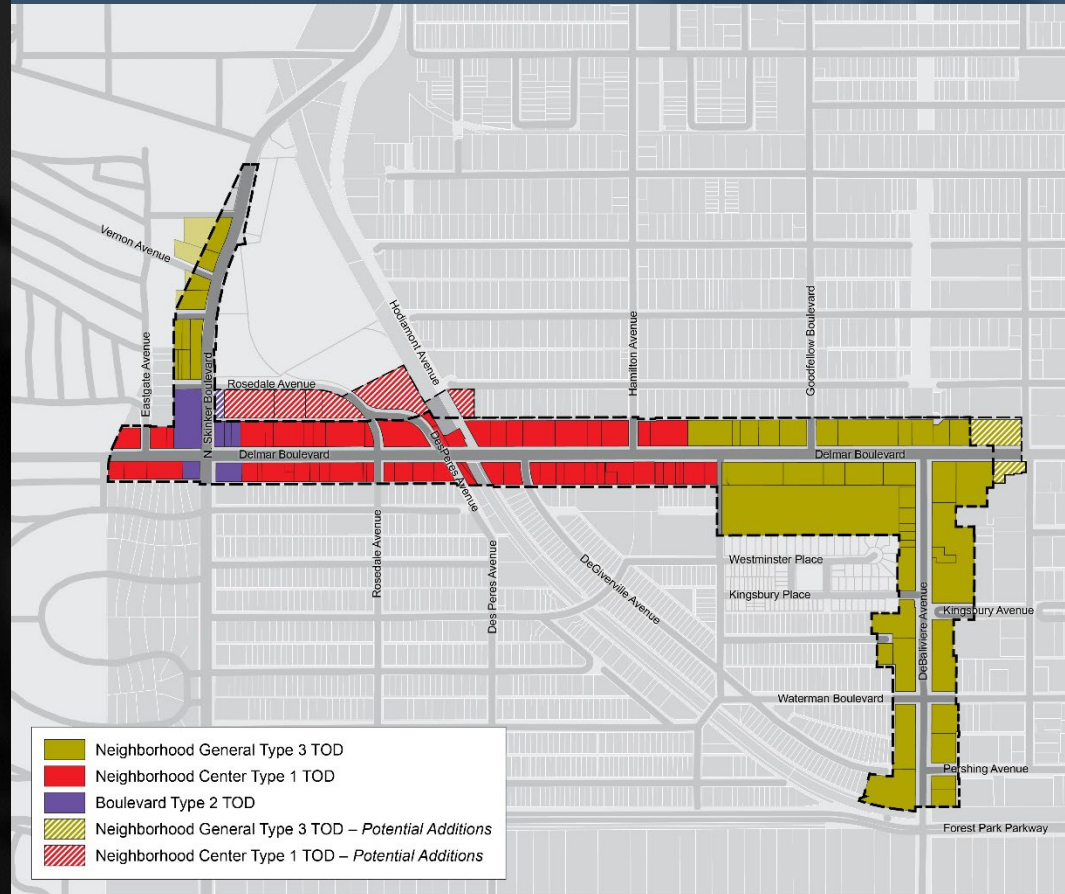 Vernon Avenue
Eastgate Avenue
N. Skinker Boulevard
Rosedale Avenue
Hodiamont Avenue
Hamilton Avenue
Goodfellow Boulevard
Delmar Boulevard
DesPeres Avenue
Delmar Boulevard
Rosedale Avenue
Des Peres Avenue
DeGiverville Avenue
Westminster Place
Kingsbury Place
DeBaliviere Avenue
Kingsbury Avenue
Waterman Boulevard
Pershing Avenue
Forest Park Parkway
Neighborhood General Type 3 TOD
Neighborhood Center Type 1 TOD
Boulevard Type 2 TOD
Neighborhood General Type 3 TOD – Potential Additions
Neighborhood Center Type 1 TOD – Potential Additions